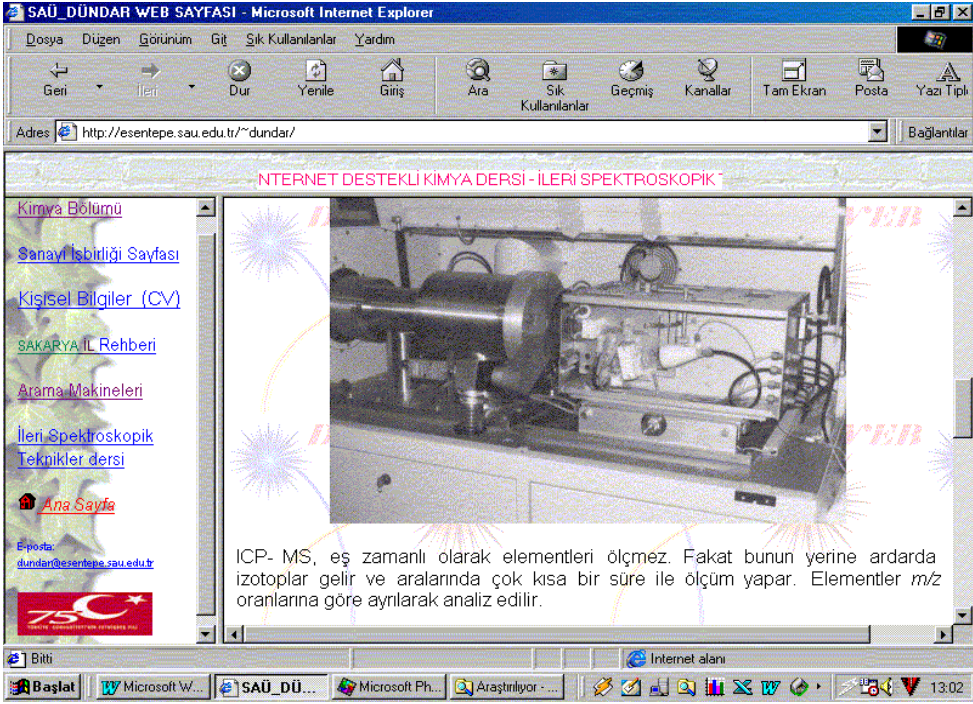 SAÜ_DÜNDAR WEB SAYFASI - Microsoft Internet Explorer
Dosya Düzen Görünüm Git Sık Kullanılanlar Yardım
Geri İleri Dur Yenile Giriş Ara Sık Kullanılanlar Geçmiş Kanallar Tam Ekran Posta Yazı Tipl
Adres http://esentepe.sau.edu.tr/~dundar/ Bağlantılar
NTERNET DESTEKLİ KİMYA DERSİ - İLERİ SPEKTROSKOPİK
Kimya Bölümü
Sanayi İşbirliği Sayfası
Kişisel Bilgiler (CV)
SAKARYA İL Rehberi
Arama Makineleri
İleri Spektroskopik
Teknikler dersi
Ana Sayfa
E-posta:
dundar@esentepe.sau.edu.tr
75
ICP- MS, eş zamanlı olarak elementleri ölçmez. Fakat bunun yerine ardarda
izotoplar gelir ve aralarında çok kısa bir süre ile ölçüm yapar. Elementler m/z
oranlarına göre ayrılarak analiz edilir.
Bitti Internet alanı
Başlat Microsoft W... SAÜ_DÜ... Microsoft Ph... Araştırılıyor - ... 13:02